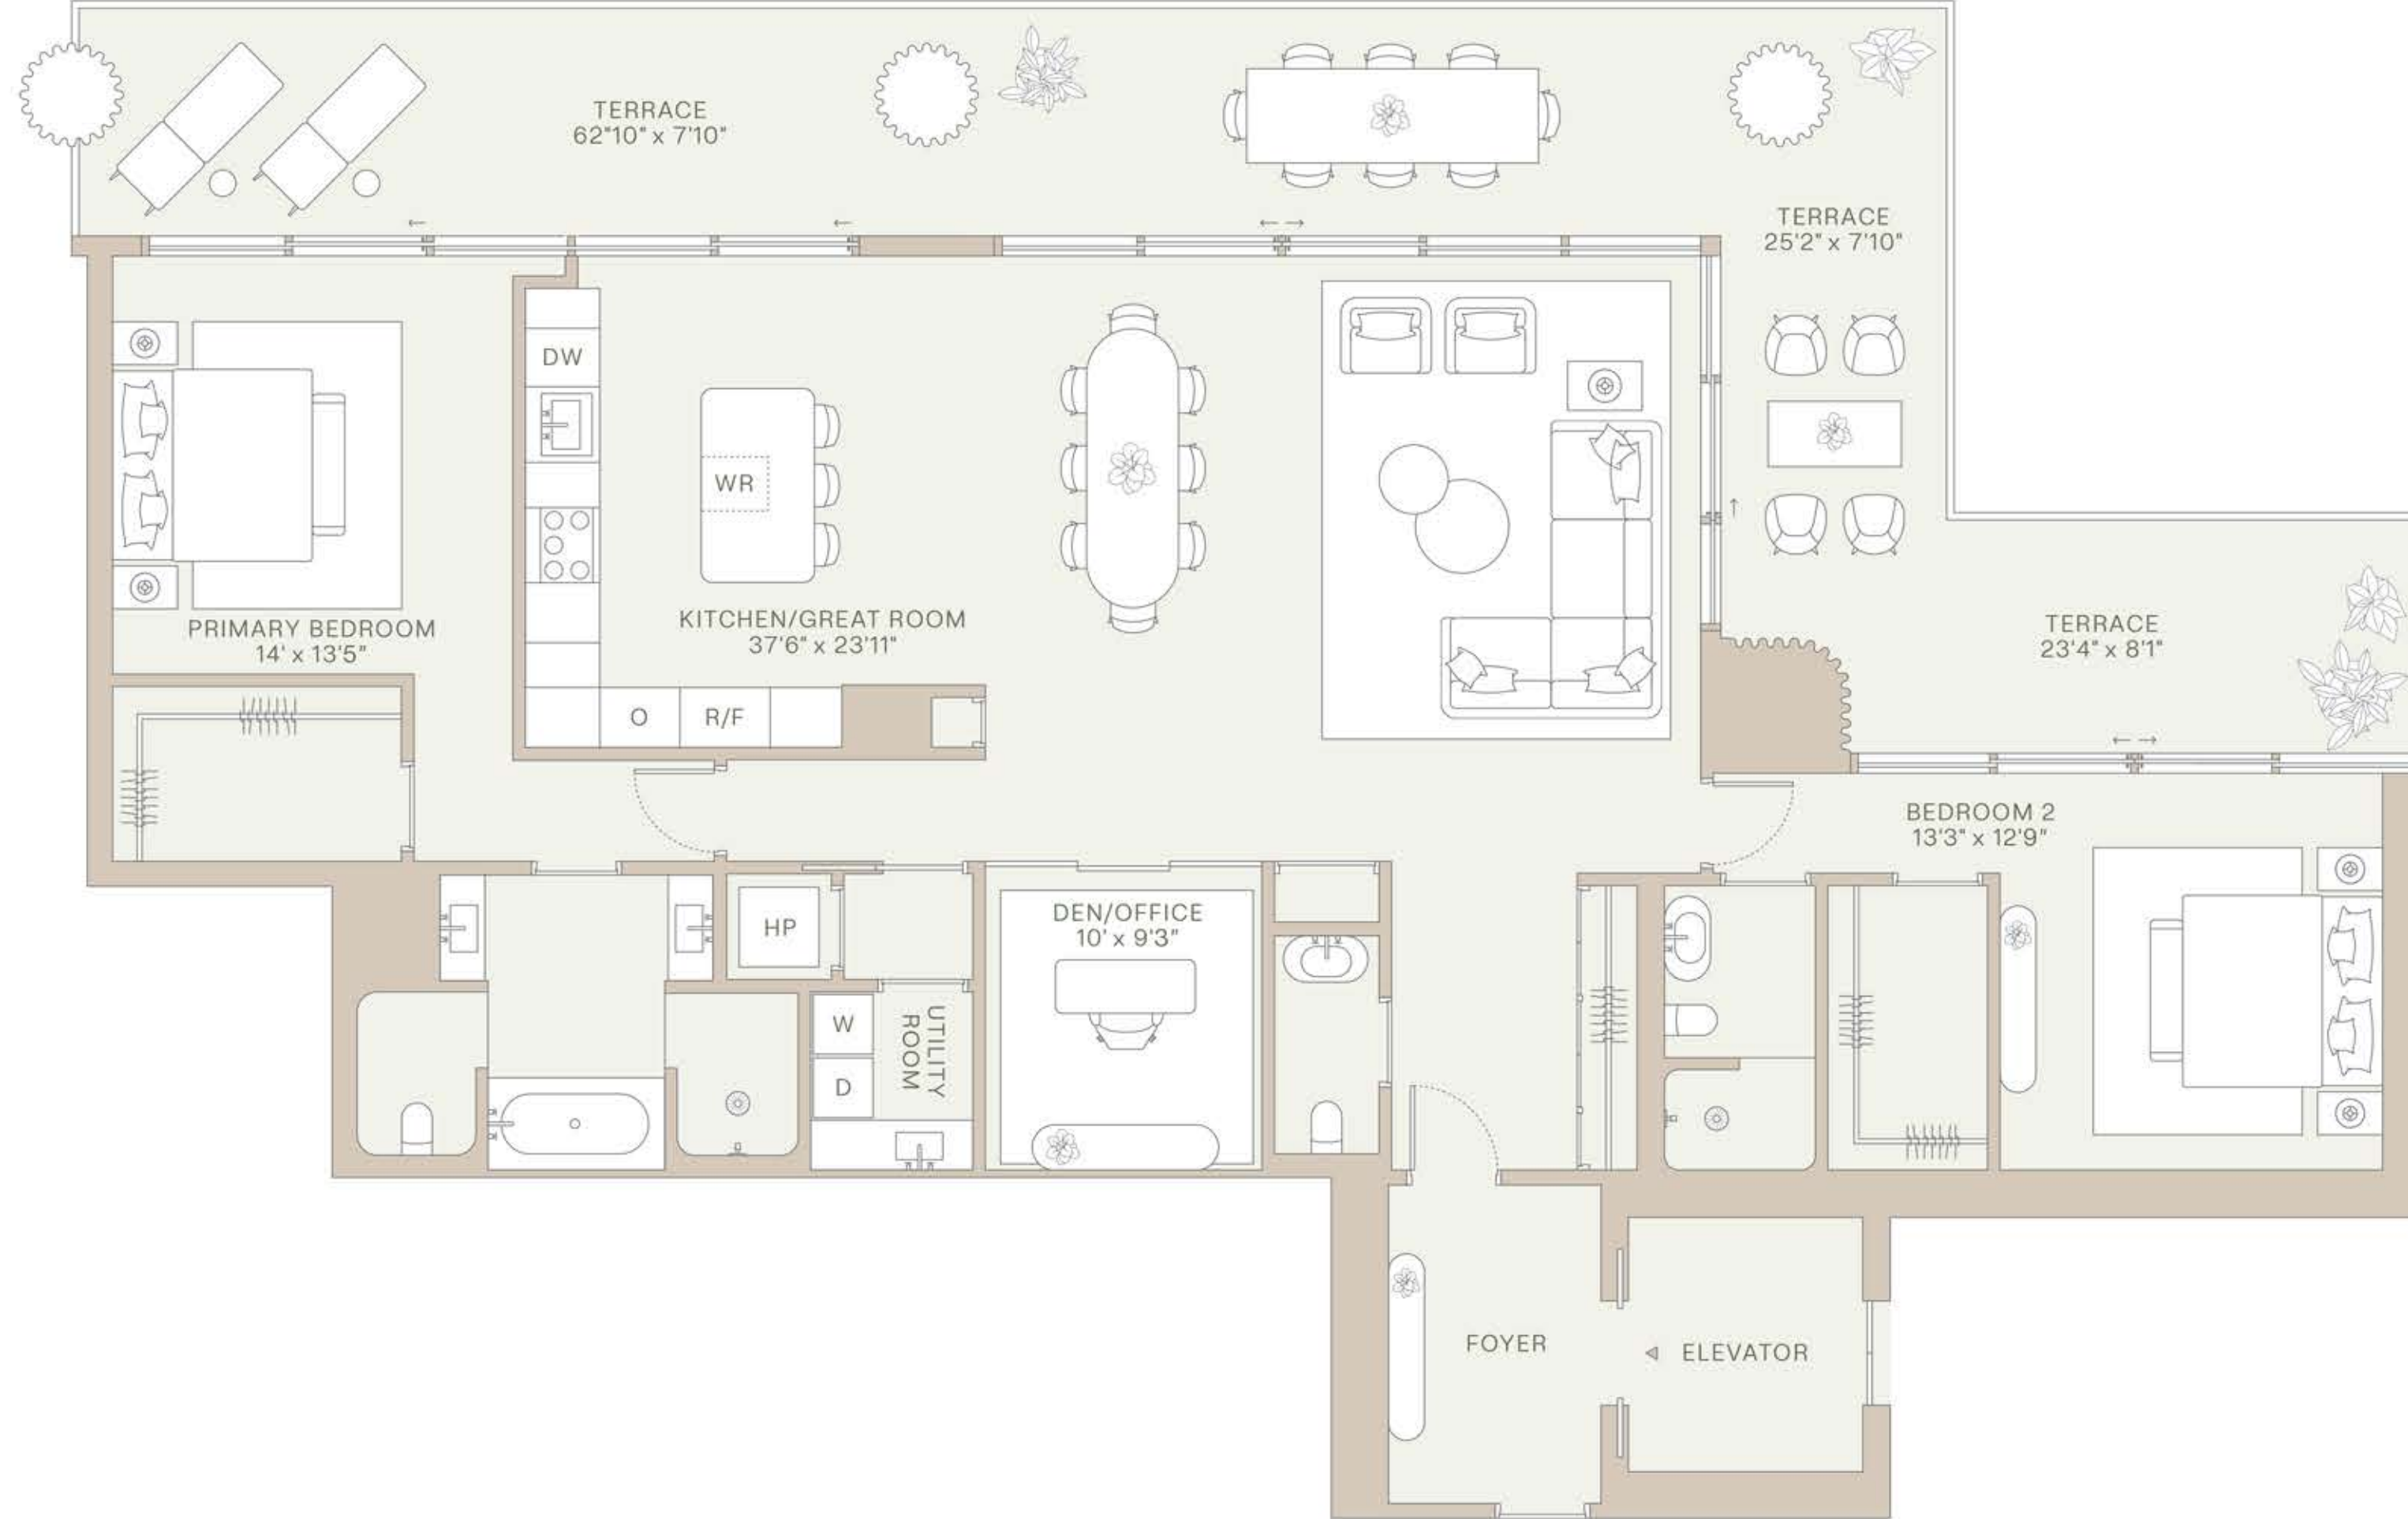 TERRACE
62"10" x 7'10"
TERRACE
25'2" x 7'10"
DW
WR
PRIMARY BEDROOM
14' x 13'5"
KITCHEN/GREAT ROOM
37'6" x 23'11"
TERRACE
23'4" x 8'1"
O
R/F
BEDROOM 2
13'3" x 12'9"
HP
DEN/OFFICE
10' x 9'3"
W
D
UTILITY
ROOM
FOYER
ELEVATOR